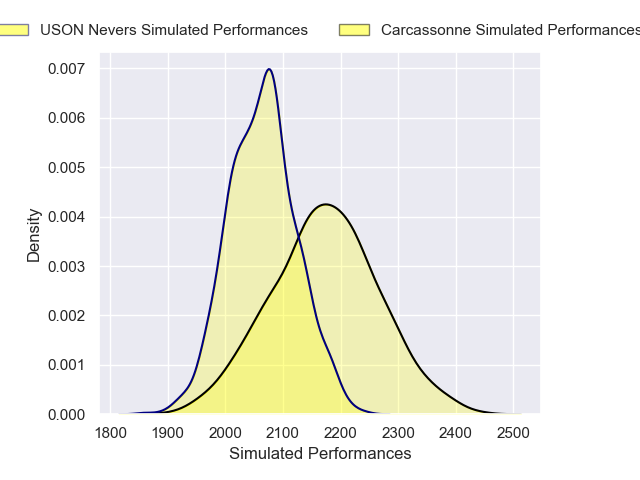 USON Nevers Simulated Performances Carcassonne Simulated Performances
0.007
0.006
0.005
0.004
0.003
0.002
0.001
0.000
Density
1800 1900 2000 2100 2200 2300 2400 2500
Simulated Performances